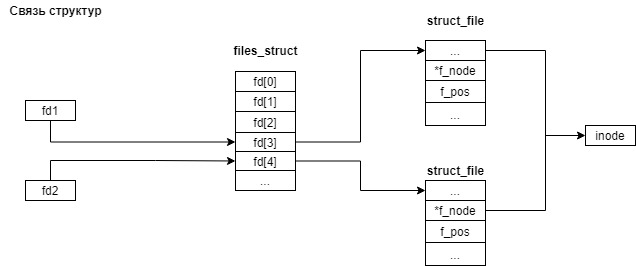 Связь структур
struct_file
files_struct
...
*f_node
f_pos
...
fd[0]
fd[1]
fd[2]
fd[3]
fd[4]
...
fd1
fd2
inode
struct_file
...
*f_node
f_pos
...